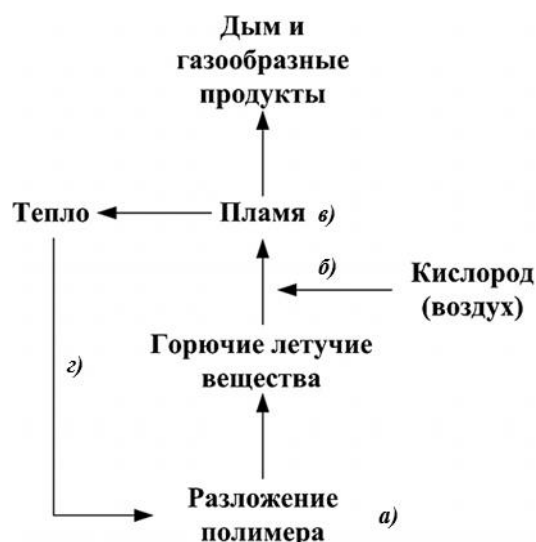 Дым и
газообразные
продукты
Тепло
Пламя в)
б)
Кислород
(воздух)
Горючие летучие
вещества
г)
Разложение
полимера
а)